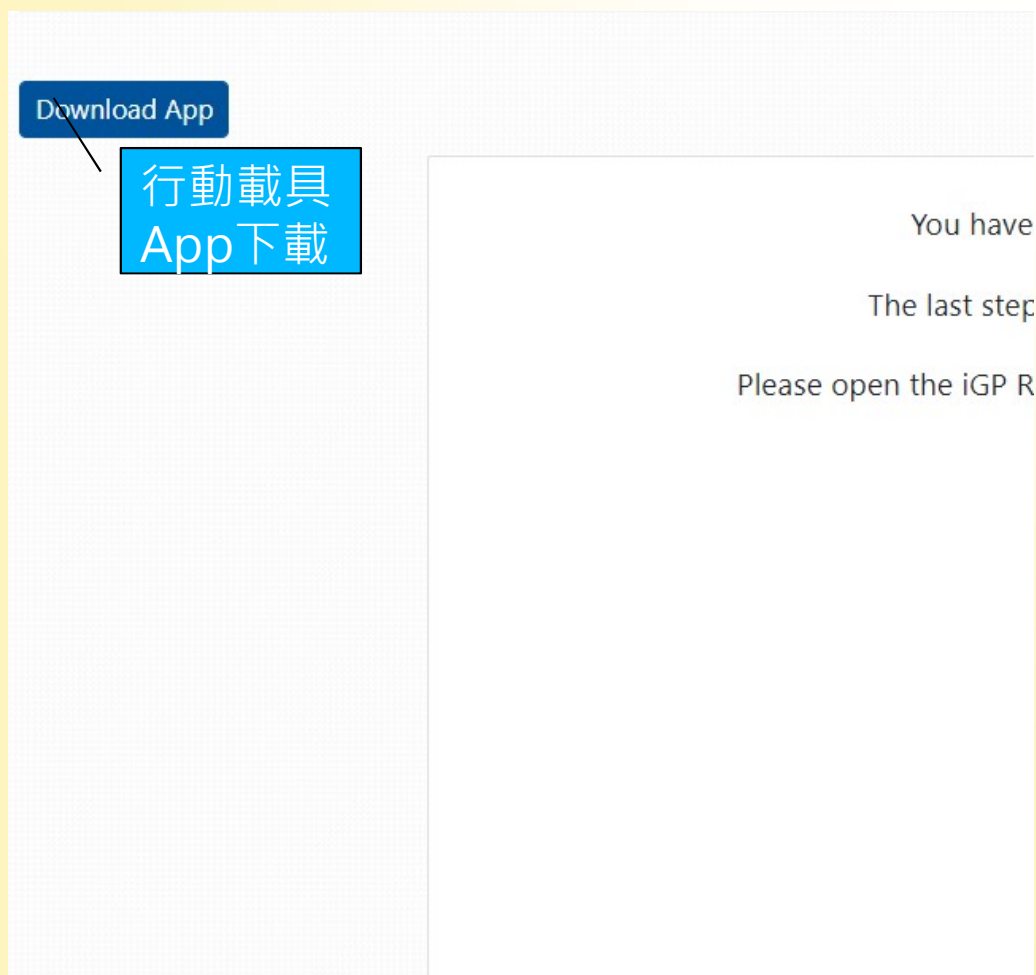 Download App
行動載具
App下載
You have
The last step
Please open the iGP R